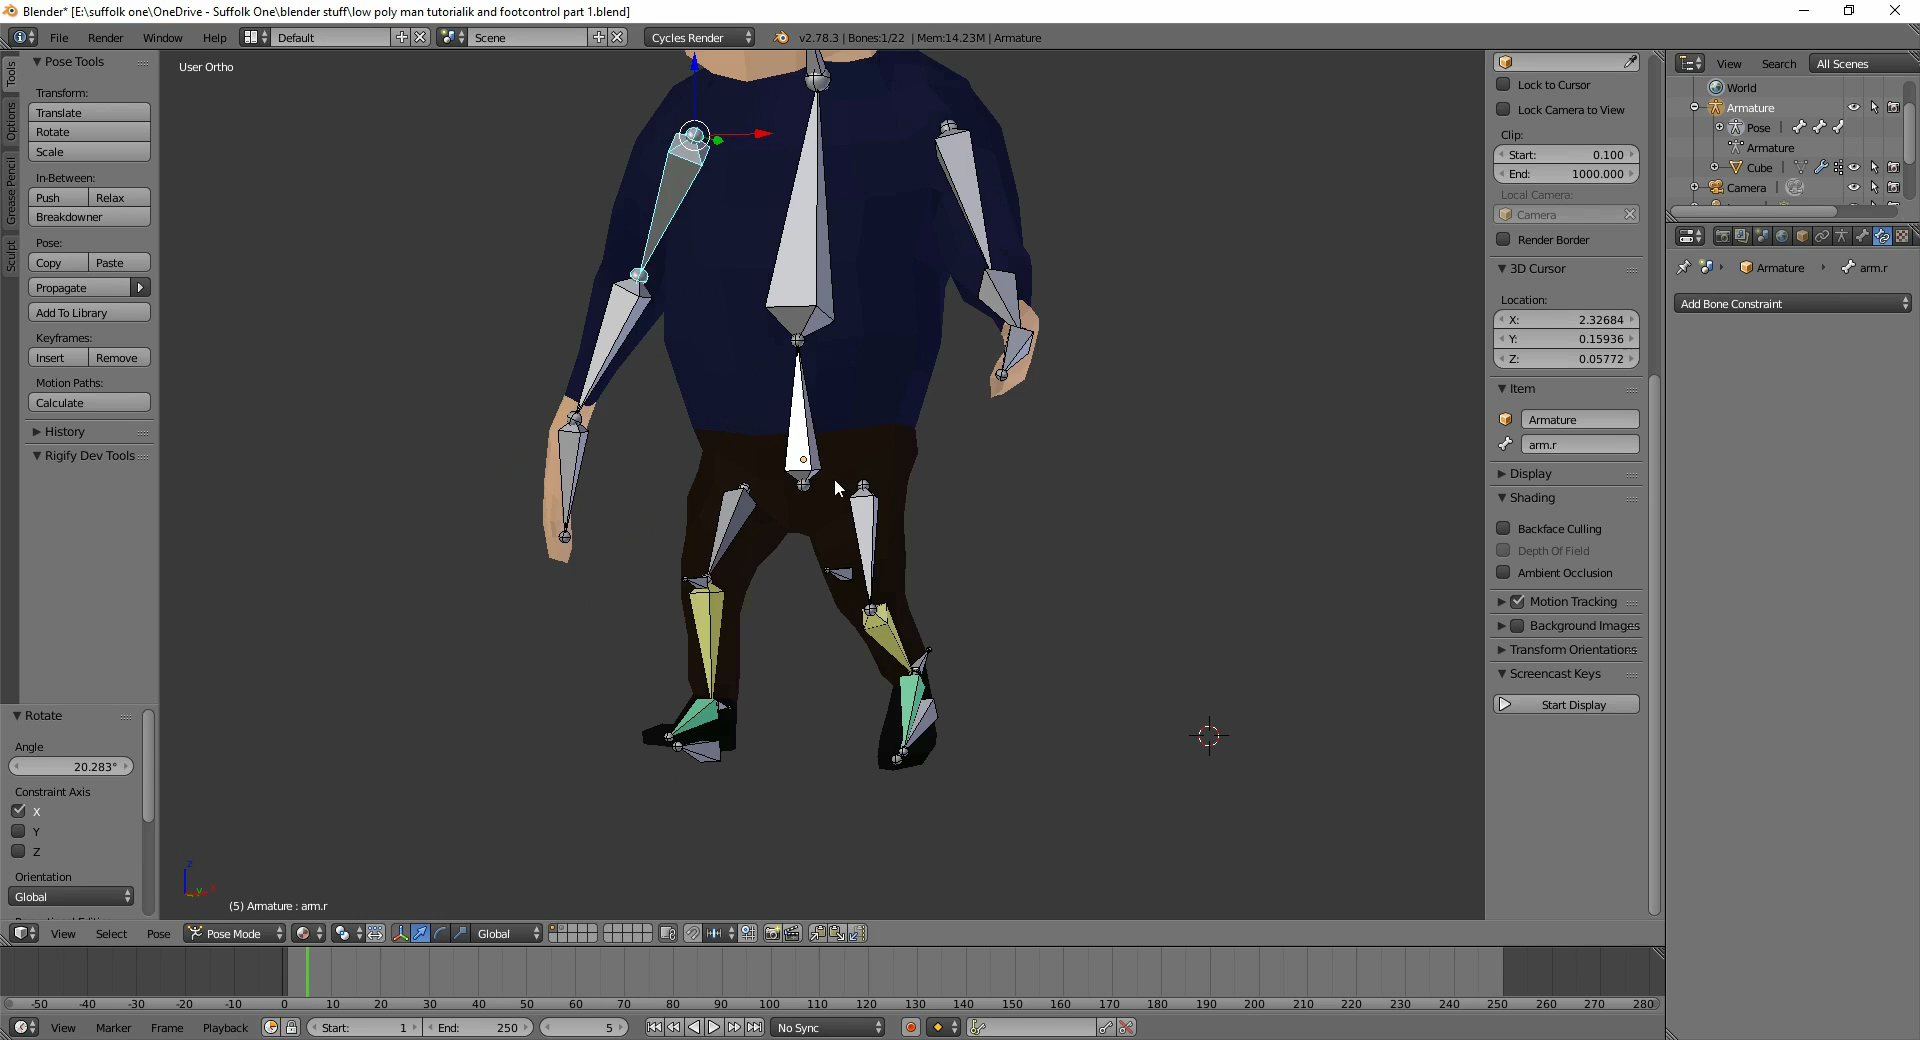 Blender* [E:\suffolk one\OneDrive - Suffolk One\blender stuff\low poly man tutorialik and footcontrol part 1.blend]
File Render Window Help Default Scene Cycles Render v2.78.3 | Bones:1/22 | Mem:14.23M | Armature
Tools
Options
Grease Pencil
Sculpt
Pose Tools
Transform:
Translate
Rotate
Scale
In-Between:
Push Relax
Breakdowner
Pose:
Copy Paste
Propagate
Add To Library
Keyframes:
Insert Remove
Motion Paths:
Calculate
History
Rigify Dev Tools
Rotate
Angle
20.283°
Constraint Axis
X
Y
Z
Orientation
Global
User Ortho
z
(5) Armature : arm.r
Lock to Cursor
Lock Camera to View
Clip:
Start: 0.100
End: 1000.000
Local Camera:
Camera
Render Border
3D Cursor
Location:
X: 2.32684
Y: 0.15936
Z: 0.05772
Item
Armature
arm.r
Display
Shading
Backface Culling
Depth Of Field
Ambient Occlusion
Motion Tracking
Background Images
Transform Orientations
Screencast Keys
Start Display
View Search All Scenes
World
Armature
Pose
Armature
Cube
Camera
Armature arm.r
Add Bone Constraint
View Select Pose Pose Mode Global
-50 -40 -30 -20 -10 0 10 20 30 40 50 60 70 80 90 100 110 120 130 140 150 160 170 180 190 200 210 220 230 240 250 260 270 280
View Marker Frame Playback Start: 1 End: 250 5 No Sync